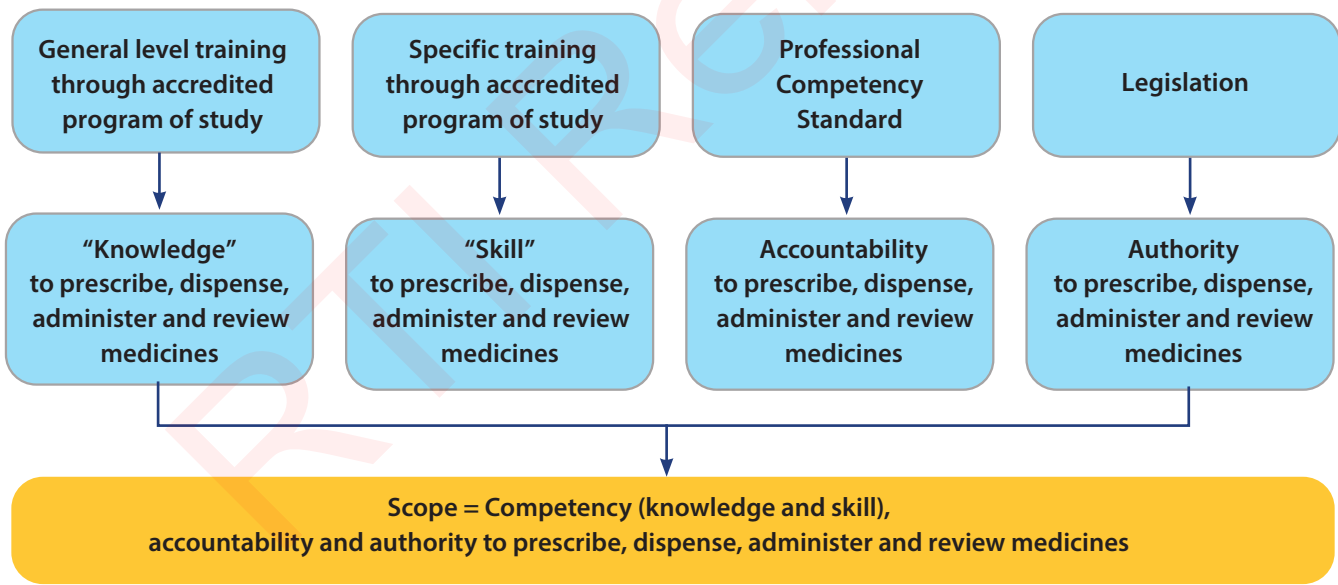 General level training
through accredited
program of study
Specific training
through acccredited
program of study
Professional
Competency
Standard
Legislation
“Knowledge”
to prescribe, dispense,
administer and review
medicines
“Skill”
to prescribe, dispense,
administer and review
medicines
Accountability
to prescribe, dispense,
administer and review
medicines
Authority
to prescribe, dispense,
administer and review
medicines
Scope = Competency (knowledge and skill),
accountability and authority to prescribe, dispense, administer and review medicines
RTI Re